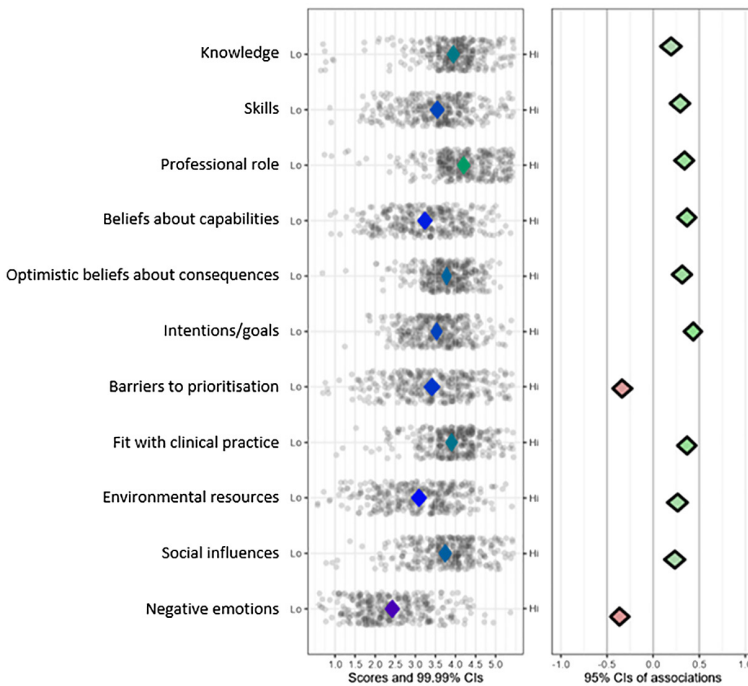 Knowledge Lo Hi
Skills Lo Hi
Professional role Lo Hi
Beliefs about capabilities Lo Hi
Optimistic beliefs about consequences Lo Hi
Intentions/goals Lo Hi
Barriers to prioritisation Lo Hi
Fit with clinical practice Lo Hi
Environmental resources Lo Hi
Social influences Lo Hi
Negative emotions Lo Hi
1.0 1.5 2.0 2.5 3.0 3.5 4.0 4.5 5.0 -1.0 -0.5 0.0 0.5 1.0
Scores and 99.99% CIs 95% CIs of associations